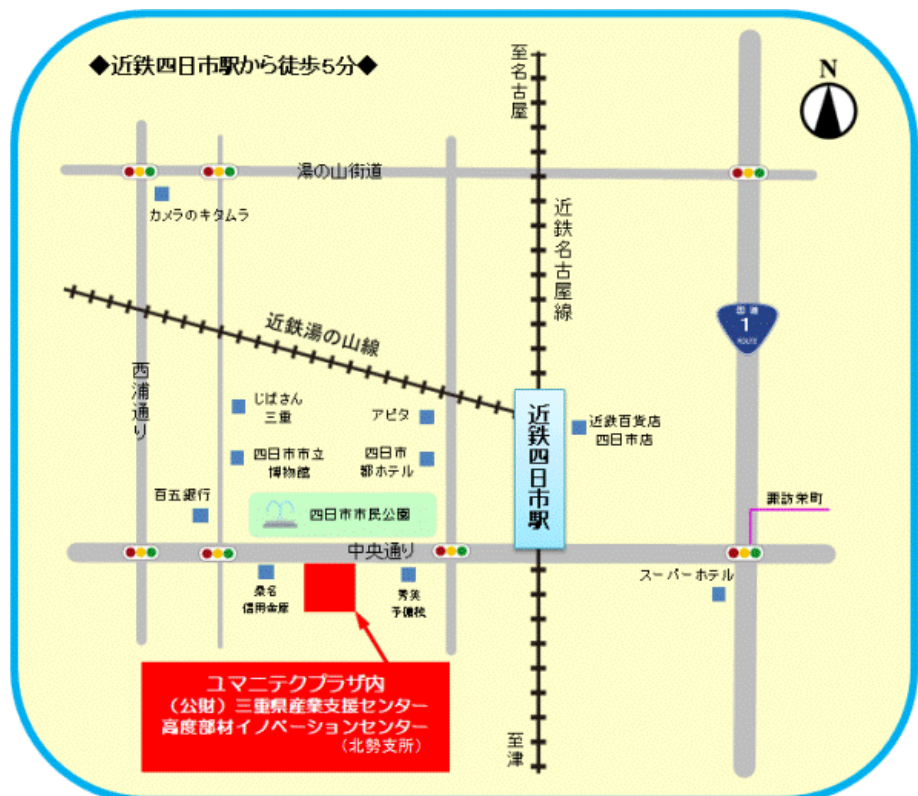 ◆近鉄四日市駅から徒歩5分◆
至名古屋
N
湯の山街道
カメラのキタムラ
近鉄名古屋線
近鉄湯の山線
国道
1
ROUTE
西浦通り
じばさん
三重
アピタ
近鉄四日市駅
近鉄百貨店
四日市店
四日市市立
博物館
四日市
都ホテル
百五銀行
四日市市民公園
諏訪栄町
中央通り
桑名
信用金庫
秀英
予備校
スーパーホテル
ユマニテクプラザ内
(公財)三重県産業支援センター
高度部材イノベーションセンター
(北勢支所)
至津